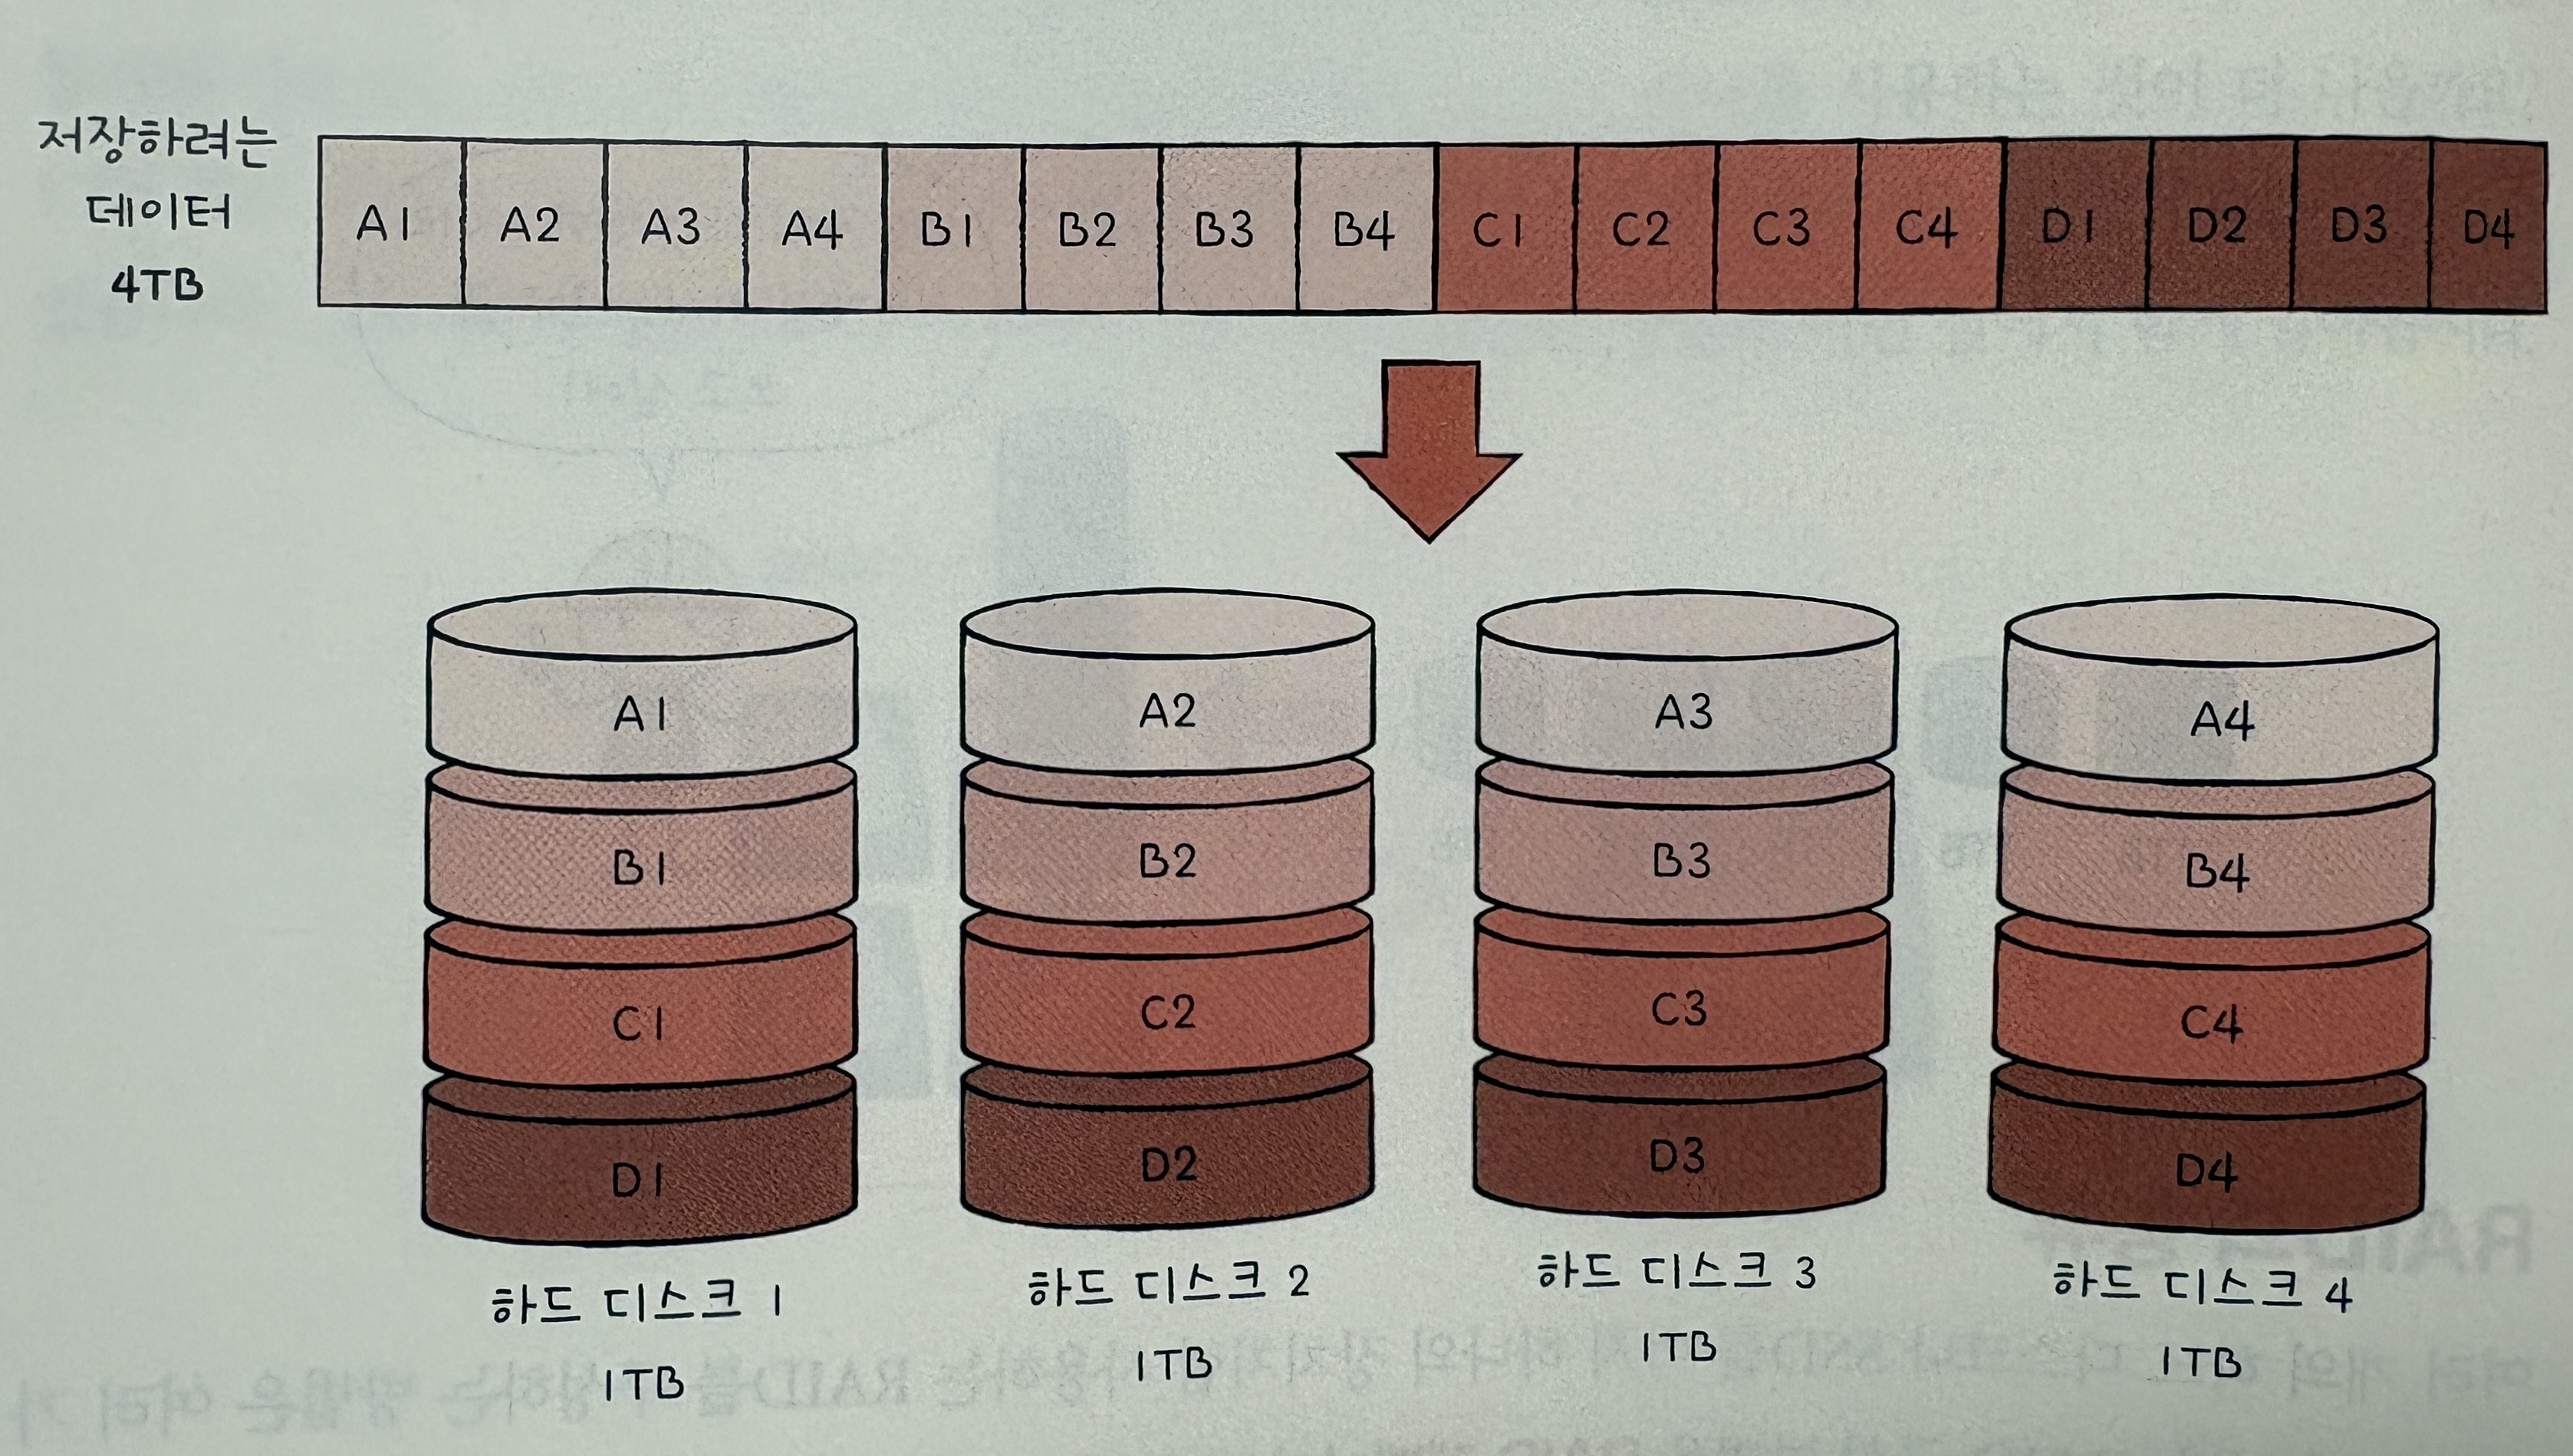 저장하려는
데이터
4TB
A1 A2 A3 A4 B1 B2 B3 B4 C1 C2 C3 C4 D1 D2 D3 D4
A1 A2 A3 A4
B1 B2 B3 B4
C1 C2 C3 C4
D1 D2 D3 D4
하드 디스크 1 하드 디스크 2 하드 디스크 3 하드 디스크 4
1TB 1TB 1TB 1TB